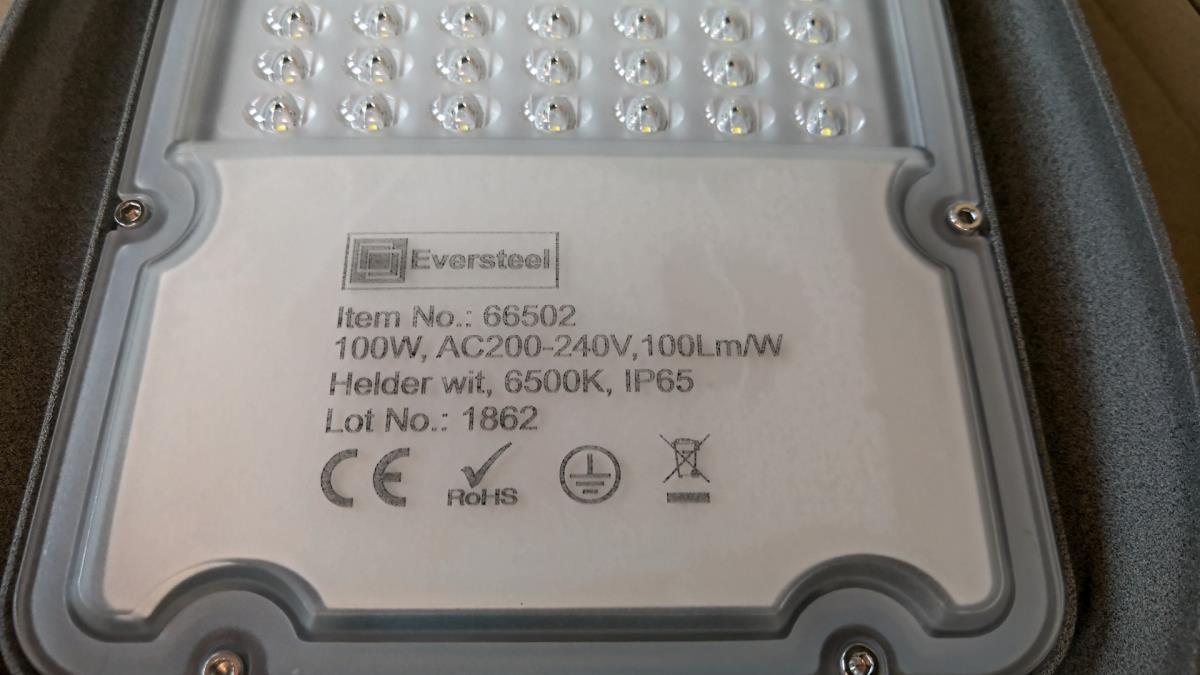 Eversteel
Item No.: 66502
100W, AC200-240V,100Lm/W
Helder wit, 6500K, IP65
Lot No.: 1862
CE RoHS